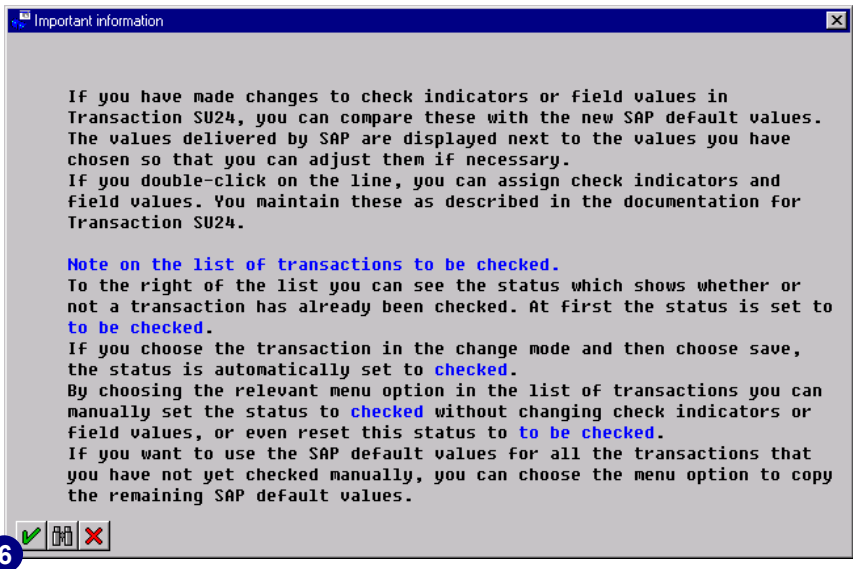 Important information
If you have made changes to check indicators or field values in
Transaction SU24, you can compare these with the new SAP default values.
The values delivered by SAP are displayed next to the values you have
chosen so that you can adjust them if necessary.
If you double-click on the line, you can assign check indicators and
field values. You maintain these as described in the documentation for
Transaction SU24.
Note on the list of transactions to be checked.
To the right of the list you can see the status which shows whether or
not a transaction has already been checked. At first the status is set to
to be checked.
If you choose the transaction in the change mode and then choose save,
the status is automatically set to checked.
By choosing the relevant menu option in the list of transactions you can
manually set the status to checked without changing check indicators or
field values, or even reset this status to to be checked.
If you want to use the SAP default values for all the transactions that
you have not yet checked manually, you can choose the menu option to copy
the remaining SAP default values.
6